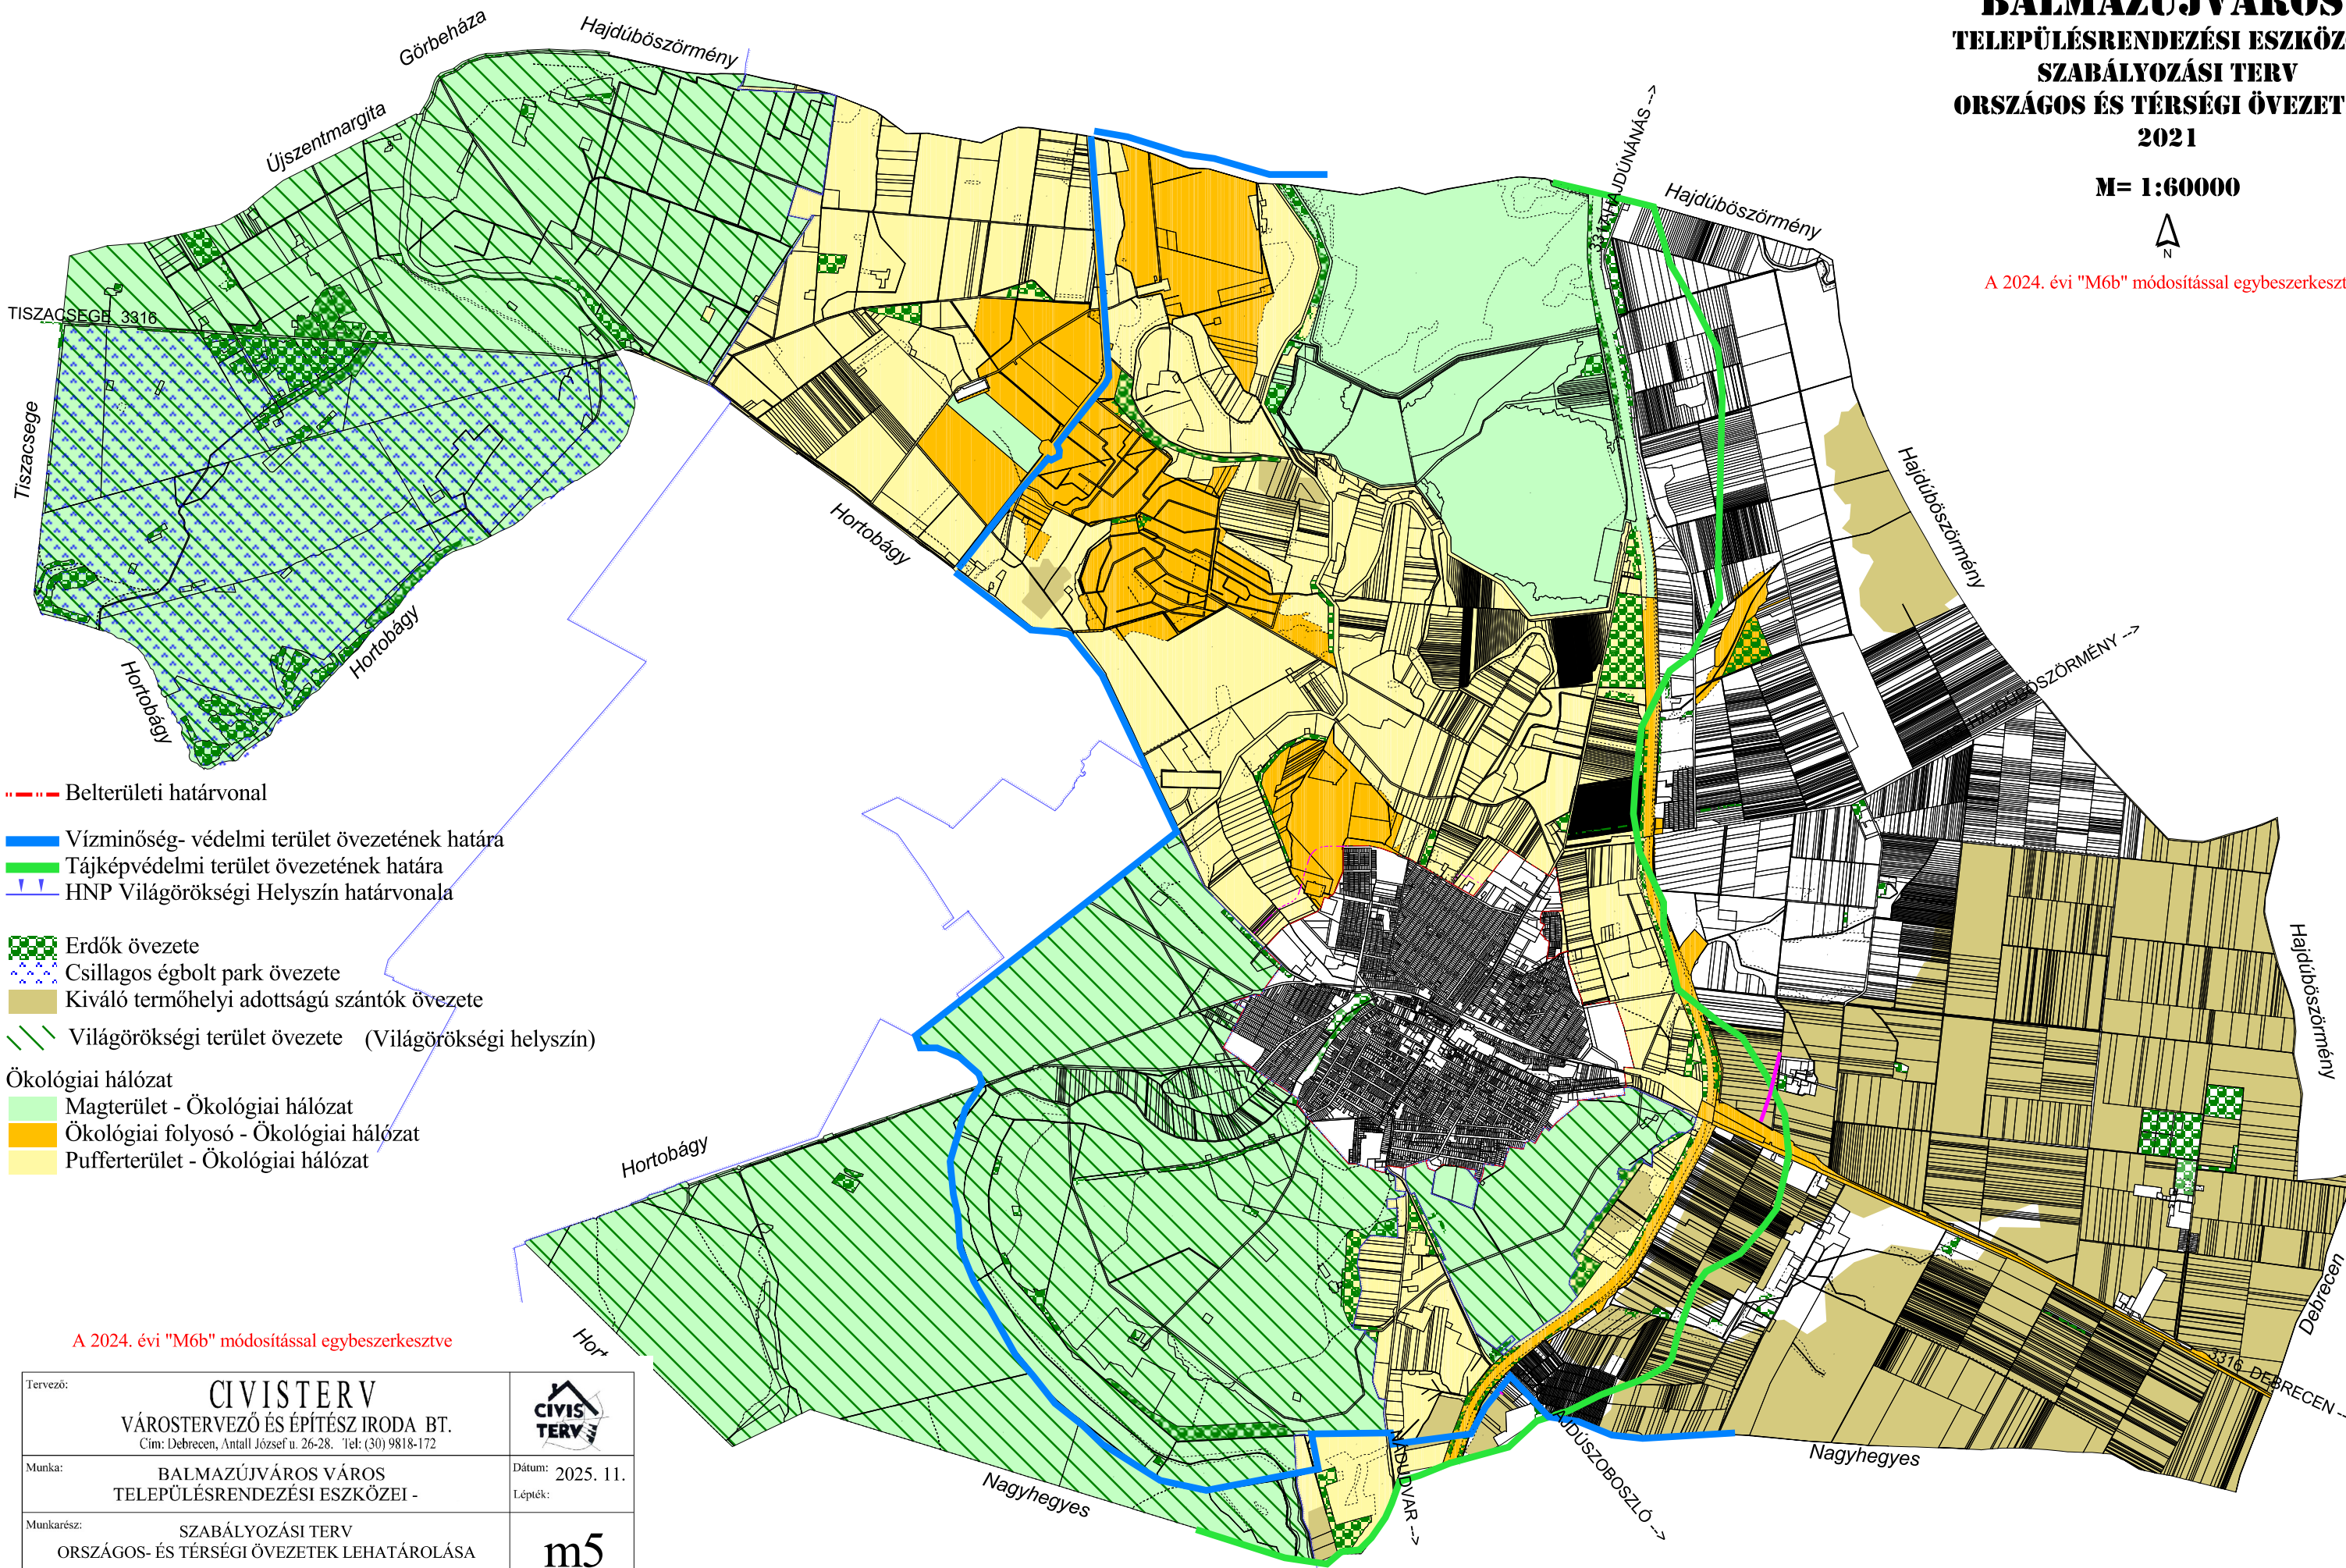 BALMAZÚJVÁROS
TELEPÜLÉSRENDEZÉSI ESZKÖZ
SZABÁLYOZÁSI TERV
ORSZÁGOS ÉS TÉRSÉGI ÖVEZET
2021
M= 1:60000
N
A 2024. évi "M6b" módosítással egybeszerkeszt
Görbeháza
Hajdúböszörmény
Újszentmargita
3317 HAJDÚNÁNÁS -->
Hajdúböszörmény
TISZACSEGE 3316
Tiszacsege
Hortobágy
Hajdúböszörmény
Hortobágy
Hortobágy
HAJDÚBÖSZÖRMÉNY -->
Belterületi határvonal
Vízminőség- védelmi terület övezetének határa
Tájképvédelmi terület övezetének határa
HNP Világörökségi Helyszín határvonala
Erdők övezete
Csillagos égbolt park övezete
Kiváló termőhelyi adottságú szántók övezete
Világörökségi terület övezete (Világörökségi helyszín)
Ökológiai hálózat
Magterület - Ökológiai hálózat
Ökológiai folyosó - Ökológiai hálózat
Pufferterület - Ökológiai hálózat
Hajdúböszörmény
Hortobágy
Debrecen
3316 DEBRECEN --
Nagyhegyes
Nagyhegyes
NÁDUDVAR -->
A 2024. évi "M6b" módosítással egybeszerkesztve
Tervező:
CIVISTERV
VÁROSTERVEZŐ ÉS ÉPÍTÉSZ IRODA BT.
Cím: Debrecen, Antall József u. 26-28. Tel: (30) 9818-172
CÍVIS
TERV
Munka:
BALMAZÚJVÁROS VÁROS
TELEPÜLÉSRENDEZÉSI ESZKÖZEI -
Dátum: 2025. 11.
Lépték:
Munkarész:
SZABÁLYOZÁSI TERV
ORSZÁGOS- ÉS TÉRSÉGI ÖVEZETEK LEHATÁROLÁSA
m5